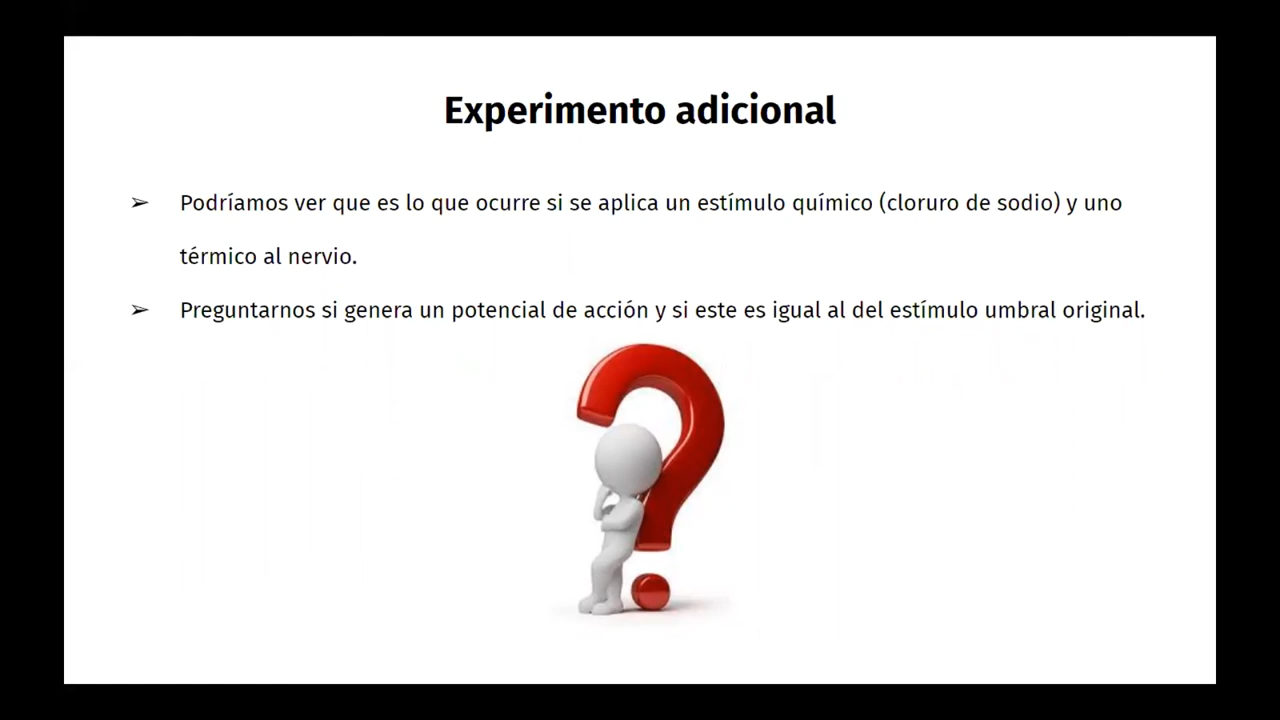 Experimento adicional
➢ Podríamos ver que es lo que ocurre si se aplica un estímulo químico (cloruro de sodio) y uno
térmico al nervio.
➢ Preguntarnos si genera un potencial de acción y si este es igual al del estímulo umbral original.